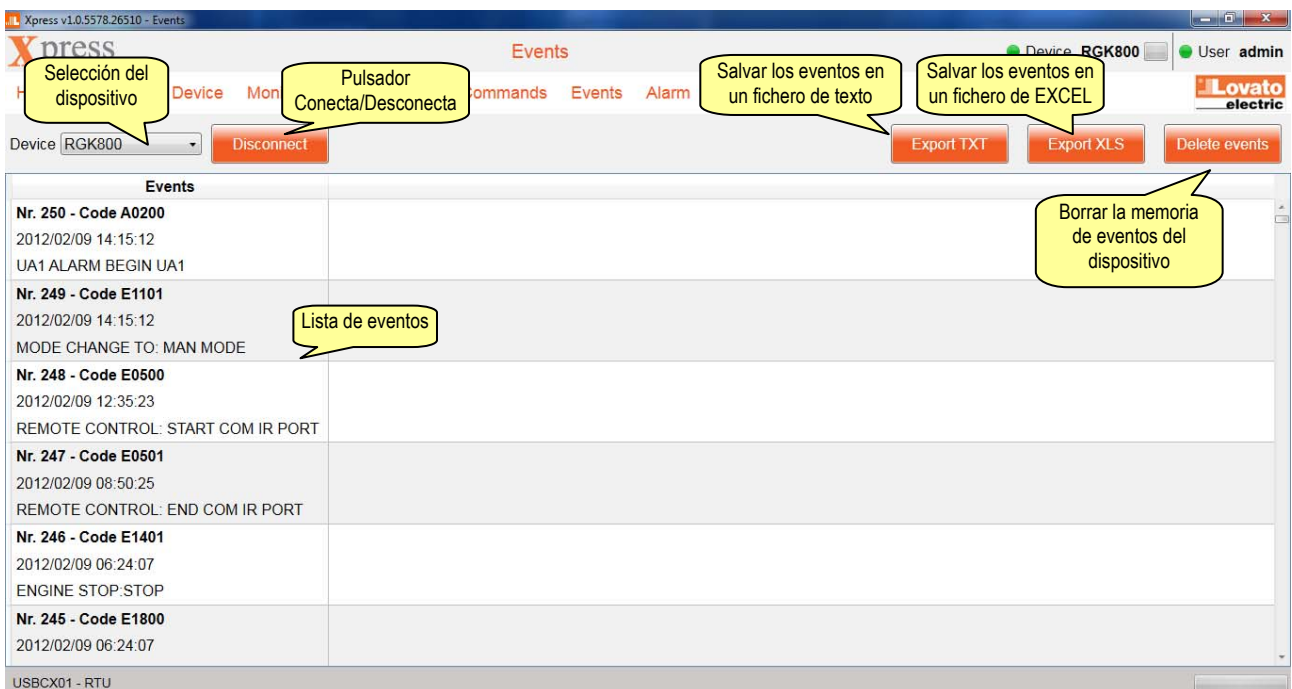 Xpress v1.0.5578.26510 - Events
Xpress
Events
Device RGK800
User admin
Selección del
dispositivo
Pulsador
Conecta/Desconecta
Salvar los eventos en
un fichero de texto
Salvar los eventos en
un fichero de EXCEL
Device
Events
Alarm
Lovato
electric
Device RGK800
Disconnect
Export TXT
Export XLS
Delete events
Events
Borrar la memoria
de eventos del
dispositivo
Nr. 250 - Code A0200
2012/02/09 14:15:12
UA1 ALARM BEGIN UA1
Nr. 249 - Code E1101
2012/02/09 14:15:12
MODE CHANGE TO: MAN MODE
Lista de eventos
Nr. 248 - Code E0500
2012/02/09 12:35:23
REMOTE CONTROL: START COM IR PORT
Nr. 247 - Code E0501
2012/02/09 08:50:25
REMOTE CONTROL: END COM IR PORT
Nr. 246 - Code E1401
2012/02/09 06:24:07
ENGINE STOP:STOP
Nr. 245 - Code E1800
2012/02/09 06:24:07
USBCX01 - RTU